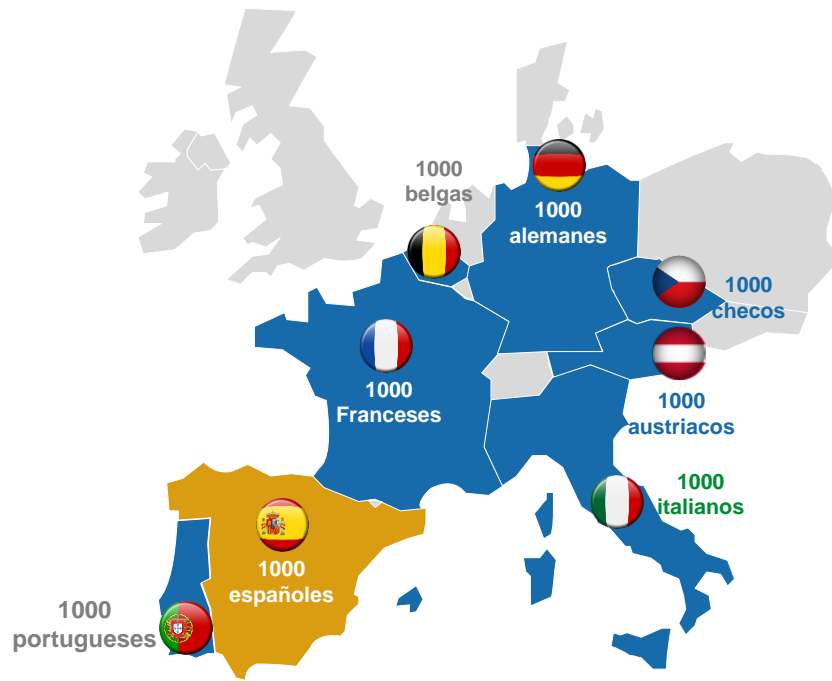 1000
belgas
1000
alemanes
1000
checos
1000
Franceses
1000
austriacos
1000
italianos
1000
españoles
1000
portugueses